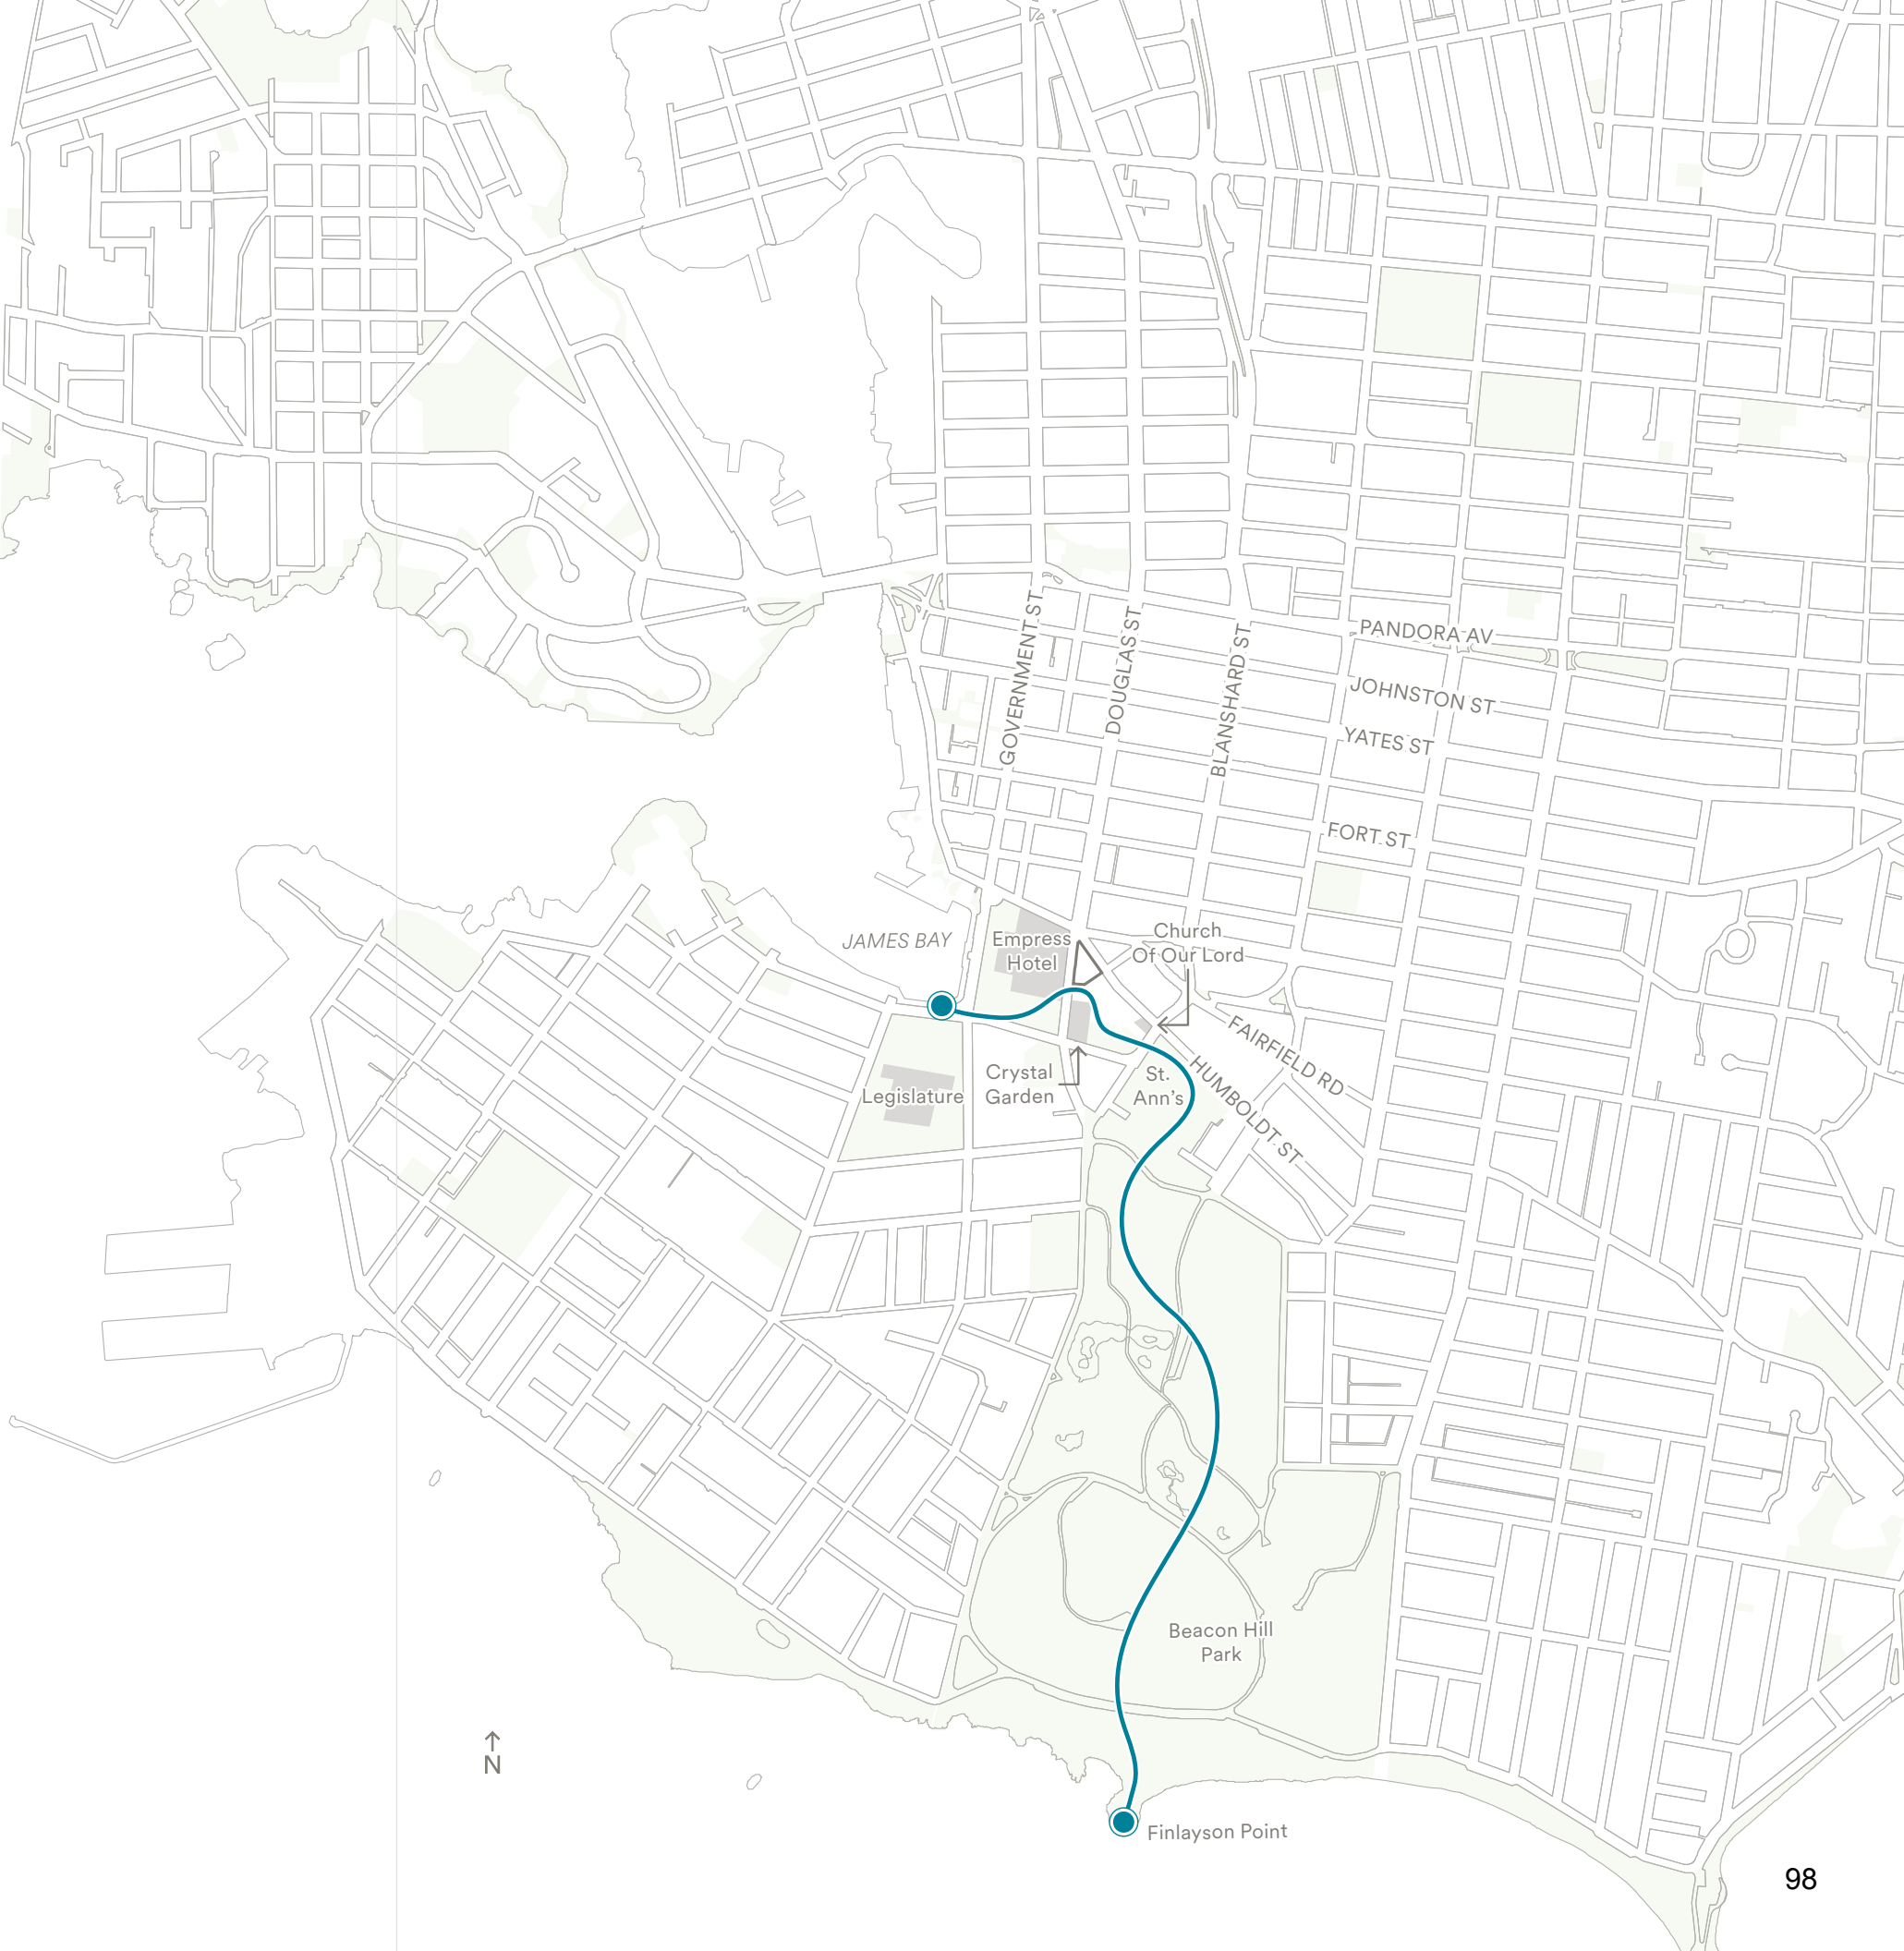 GOVERNMENT ST
DOUGLAS ST
BLANSHARD ST
PANDORA AV
JOHNSTON ST
YATES ST
FORT ST
JAMES BAY
Empress
Hotel
Church
Of Our Lord
FAIRFIELD RD
HUMBOLDT ST
Legislature
Crystal
Garden
St.
Ann's
Beacon Hill
Park
N
Finlayson Point
98